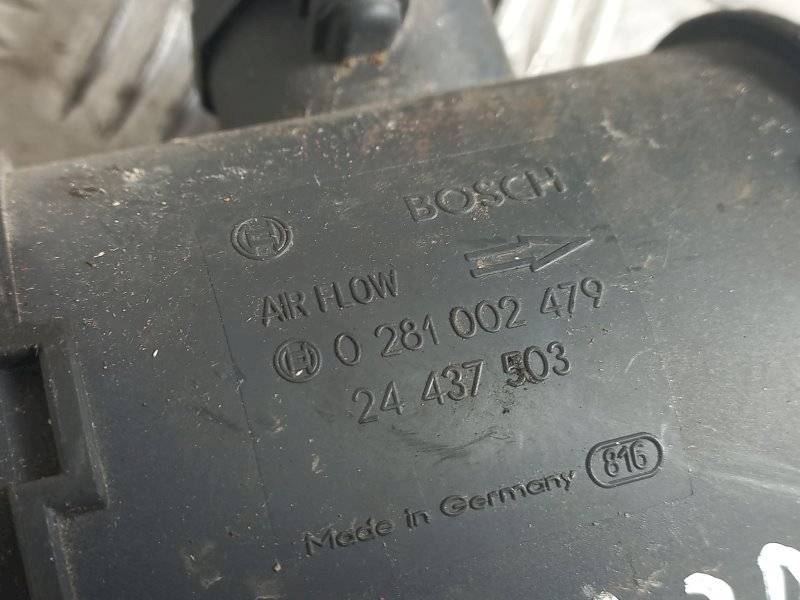 BOSCH
AIR FLOW
0 281 002 479
24 437 503
816
Made in Germany